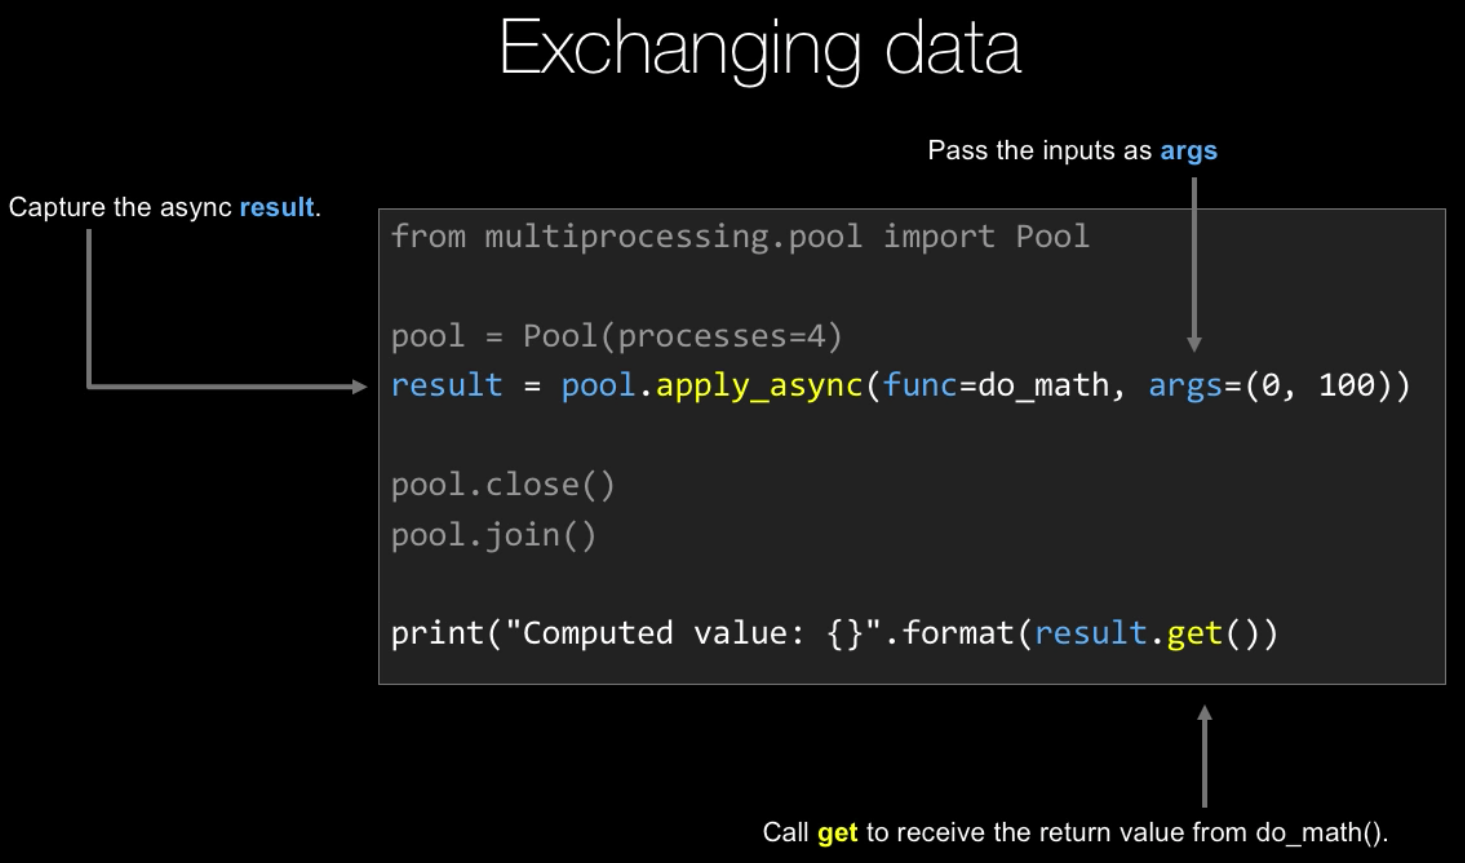 Exchanging data
Pass the inputs as args
Capture the async result.
from multiprocessing.pool import Pool
pool = Pool(processes=4)
result = pool.apply_async(func=do_math, args=(0, 100))
pool.close()
pool.join()
print("Computed value: {}".format(result.get())
Call get to receive the return value from do_math().